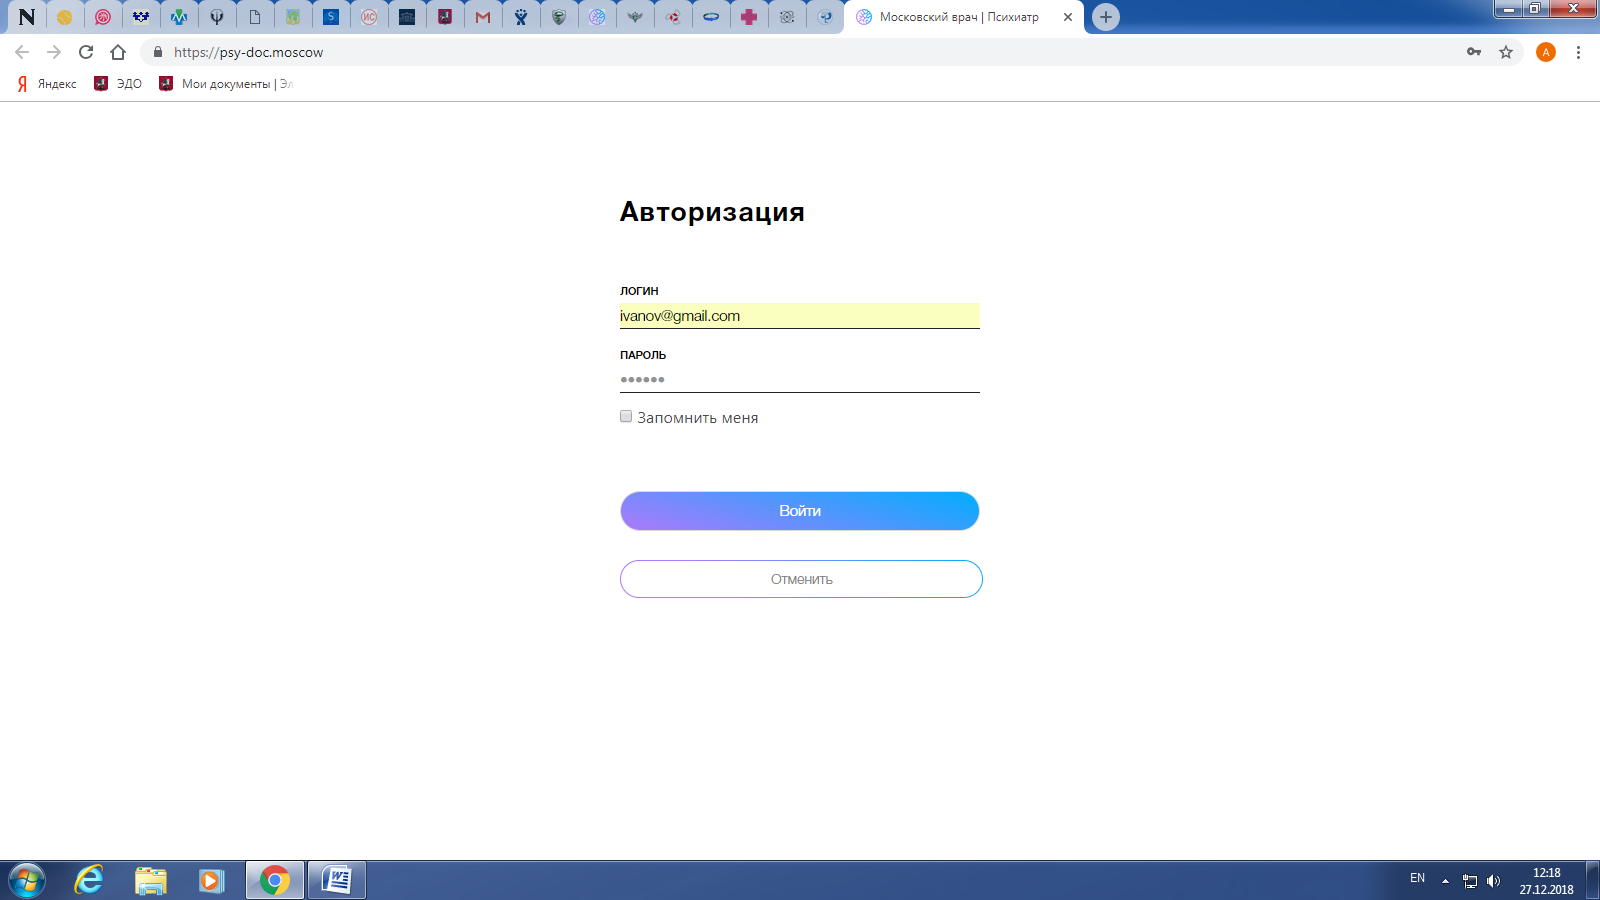 Московский врач | Психиатр
https://psy-doc.moscow
А
Яндекс
ЭДО
Мои документы | Эл
Авторизация
ЛОГИН
ivanov@gmail.com
ПАРОЛЬ
Запомнить меня
Войти
Отменить
EN
12:18
27.12.2018